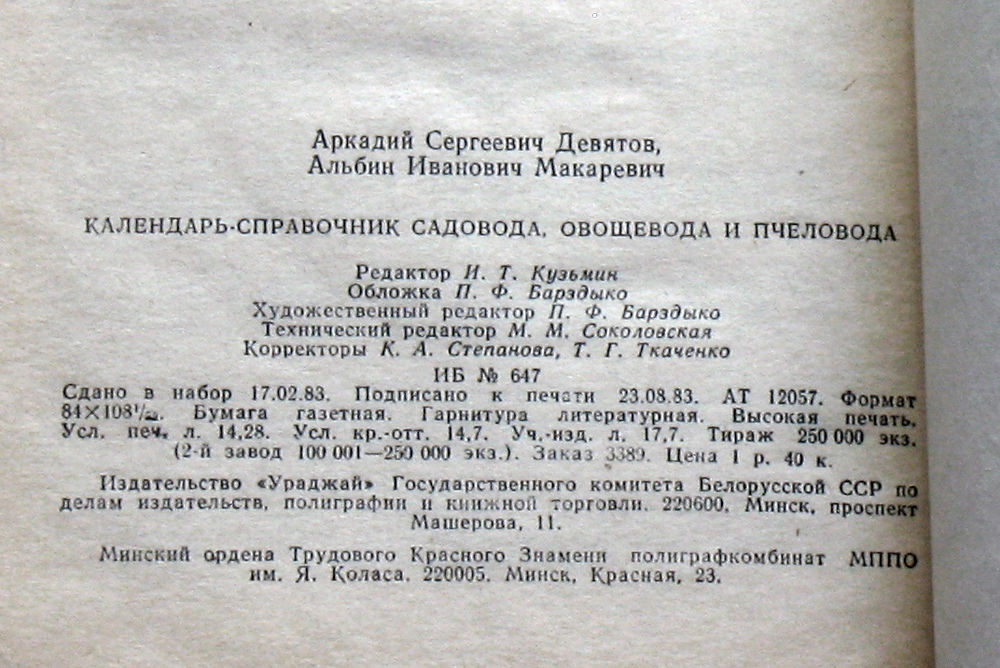 Аркадий Сергеевич Девятов,
Альбин Иванович Макаревич
КАЛЕНДАРЬ-СПРАВОЧНИК САДОВОДА, ОВОЩЕВОДА И ПЧЕЛОВОДА
Редактор И. Т. Кузьмин
Обложка П. Ф. Барздыко
Художественный редактор П. Ф. Барздыко
Технический редактор М. М. Соколовская
Корректоры К. А. Степанова, Т. Г. Ткаченко
ИБ № 647
Сдано в набор 17.02.83. Подписано к печати 23.08.83. АТ 12057. Формат
84×108¹/₃₂. Бумага газетная. Гарнитура литературная. Высокая печать.
Усл. печ. л. 14,28. Усл. кр.-отт. 14,7. Уч.-изд. л. 17,7. Тираж 250 000 экз.
(2-й завод 100 001—250 000 экз.). Заказ 3389. Цена 1 р. 40 к.
Издательство «Ураджай» Государственного комитета Белорусской ССР по
делам издательств, полиграфии и книжной торговли. 220600, Минск, проспект
Машерова, 11.
Минский ордена Трудового Красного Знамени полиграфкомбинат МППО
им. Я. Коласа. 220005. Минск, Красная, 23.